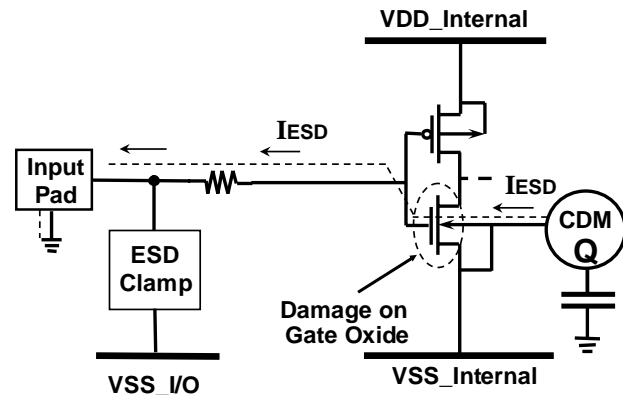 VDD_Internal
IESD
Input
Pad
IESD
CDM
Q
ESD
Clamp
Damage on
Gate Oxide
VSS_I/O
VSS_Internal